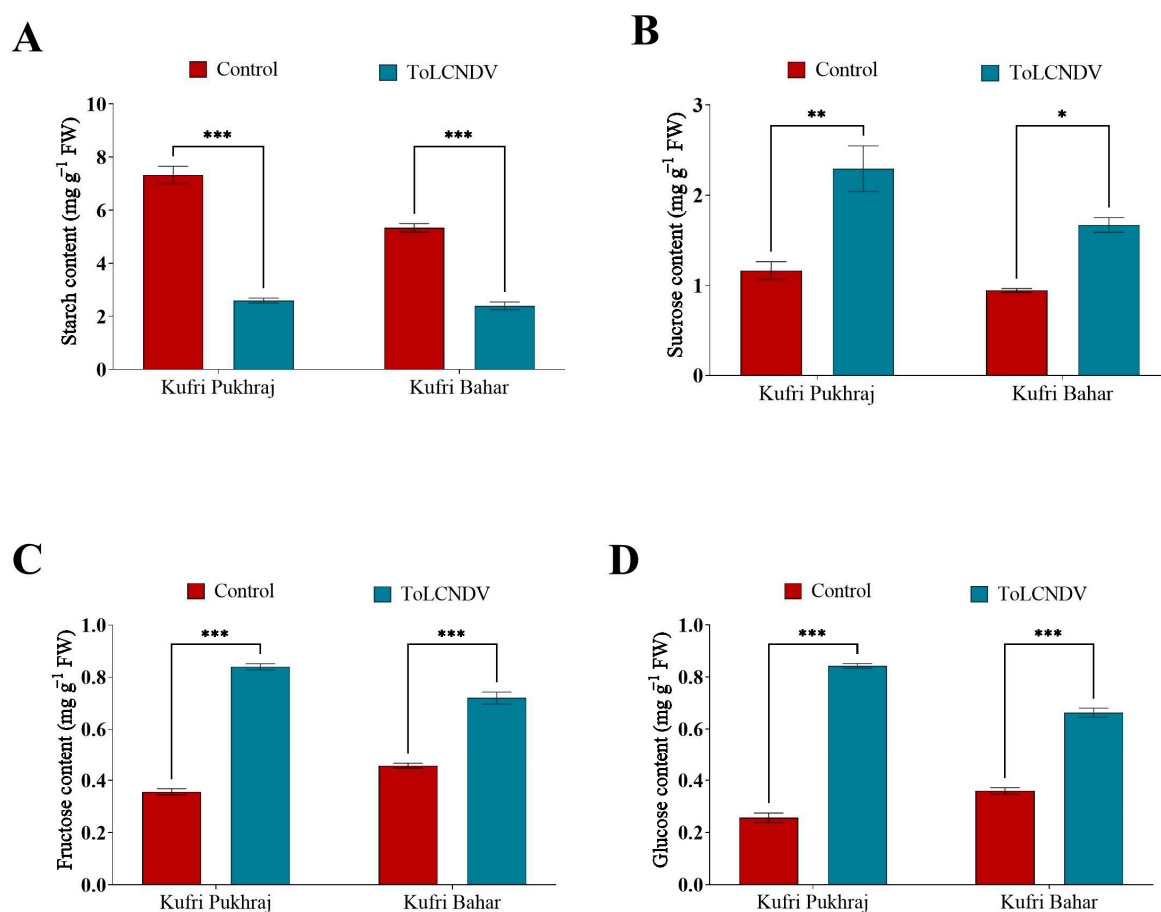 A
Control ToLCNDV
Starch content (mg g⁻¹ FW)
10
8
6
4
2
0
***
***
Kufri Pukhraj Kufri Bahar
B
Control ToLCNDV
Sucrose content (mg g⁻¹ FW)
3
2
1
0
**
*
Kufri Pukhraj Kufri Bahar
C
Control ToLCNDV
Fructose content (mg g⁻¹ FW)
1.0
0.8
0.6
0.4
0.2
0.0
***
***
Kufri Pukhraj Kufri Bahar
D
Control ToLCNDV
Glucose content (mg g⁻¹ FW)
1.0
0.8
0.6
0.4
0.2
0.0
***
***
Kufri Pukhraj Kufri Bahar